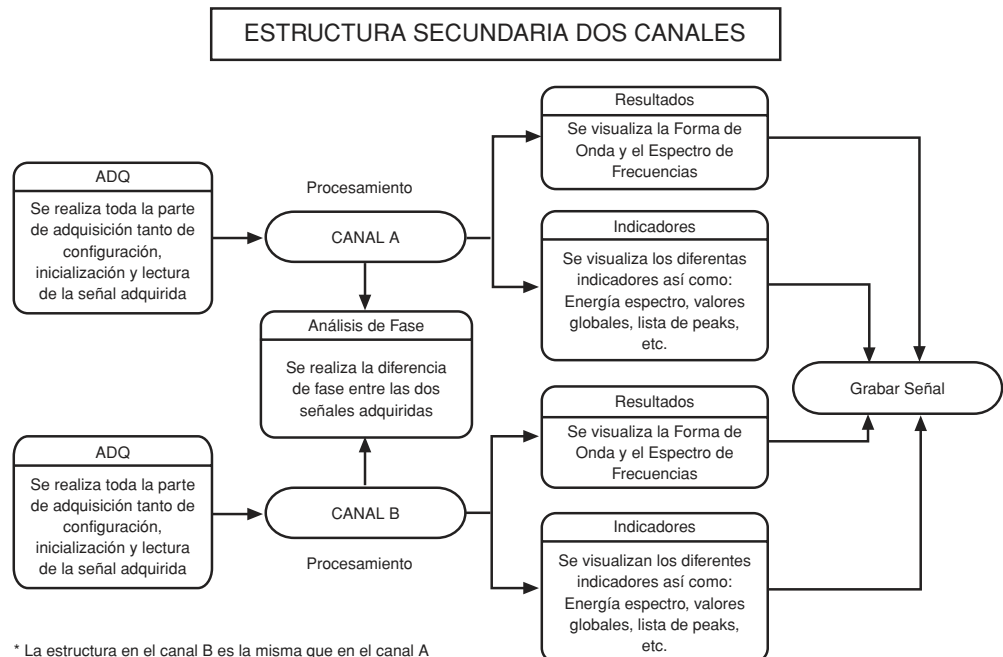 ESTRUCTURA SECUNDARIA DOS CANALES
ADQ
Se realiza toda la parte
de adquisición tanto de
configuración,
inicialización y lectura
de la señal adquirida
Procesamiento
CANAL A
Resultados
Se visualiza la Forma de
Onda y el Espectro de
Frecuencias
Indicadores
Se visualiza los diferentas
indicadores así como:
Energía espectro, valores
globales, lista de peaks,
etc.
Análisis de Fase
Se realiza la diferencia
de fase entre las dos
señales adquiridas
Grabar Señal
ADQ
Se realiza toda la parte
de adquisición tanto de
configuración,
inicialización y lectura
de la señal adquirida
CANAL B
Procesamiento
Resultados
Se visualiza la Forma de
Onda y el Espectro de
Frecuencias
Indicadores
Se visualizan los diferentes
indicadores así como:
Energía espectro, valores
globales, lista de peaks,
etc.
* La estructura en el canal B es la misma que en el canal A